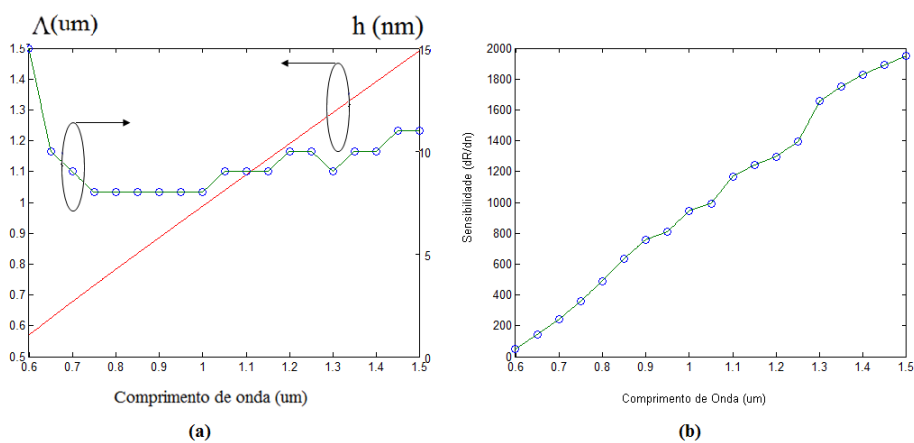 Λ(um)
h (nm)
1.5
1.4
1.3
1.2
1.1
1
0.9
0.8
0.7
0.6
0.5
15
10
5
0
0.6 0.7 0.8 0.9 1 1.1 1.2 1.3 1.4 1.5
Comprimento de onda (um)
(a)
2000
1800
1600
1400
1200
1000
800
600
400
200
0
Sensibilidade (dR/dn)
0.6 0.7 0.8 0.9 1 1.1 1.2 1.3 1.4 1.5
Comprimento de Onda (um)
(b)